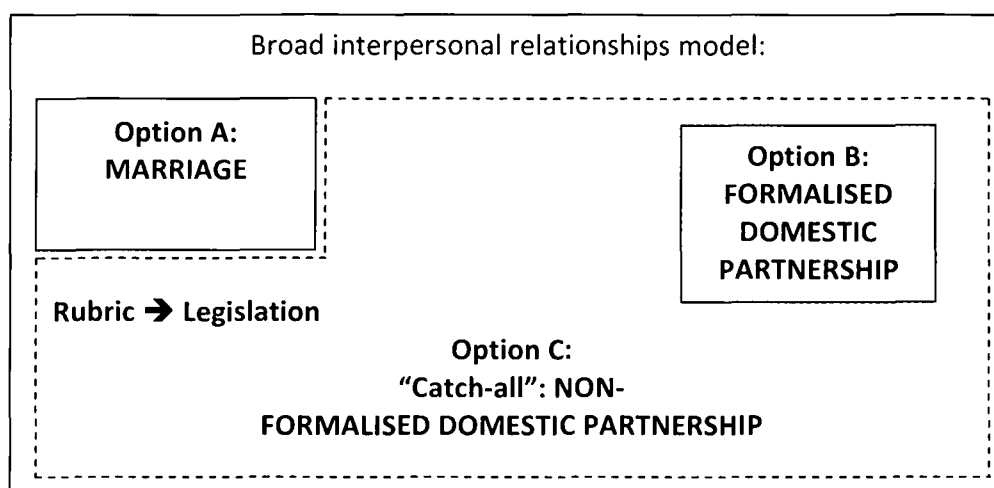 Broad interpersonal relationships model:
Option A:
MARRIAGE
Option B:
FORMALISED
DOMESTIC
PARTNERSHIP
Rubric ➔ Legislation
Option C:
“Catch-all”: NON-
FORMALISED DOMESTIC PARTNERSHIP